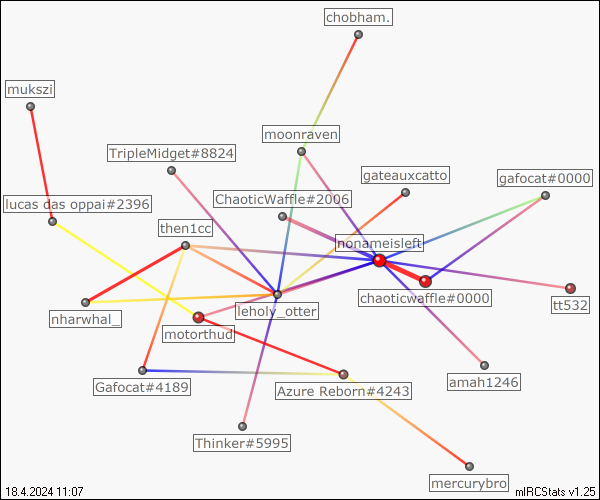 chobham.
mukszi
moonraven
TripleMidget#8824
gateauxcatto
gafocat#0000
lucas das oppai#2396
ChaoticWaffle#2006
then1cc
nonameisleft
chaoticwaffle#0000
tt532
nharwhal_
leholy_otter
motorthud
Gafocat#4189
Azure Reborn#4243
amah1246
Thinker#5995
mercurybro
18.4.2024 11:07
mIRCStats v1.25